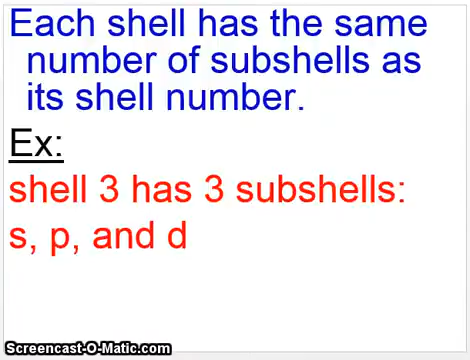 Each shell has the same
number of subshells as
its shell number.
Ex:
shell 3 has 3 subshells:
s, p, and d
Screencast-O-Matic.com